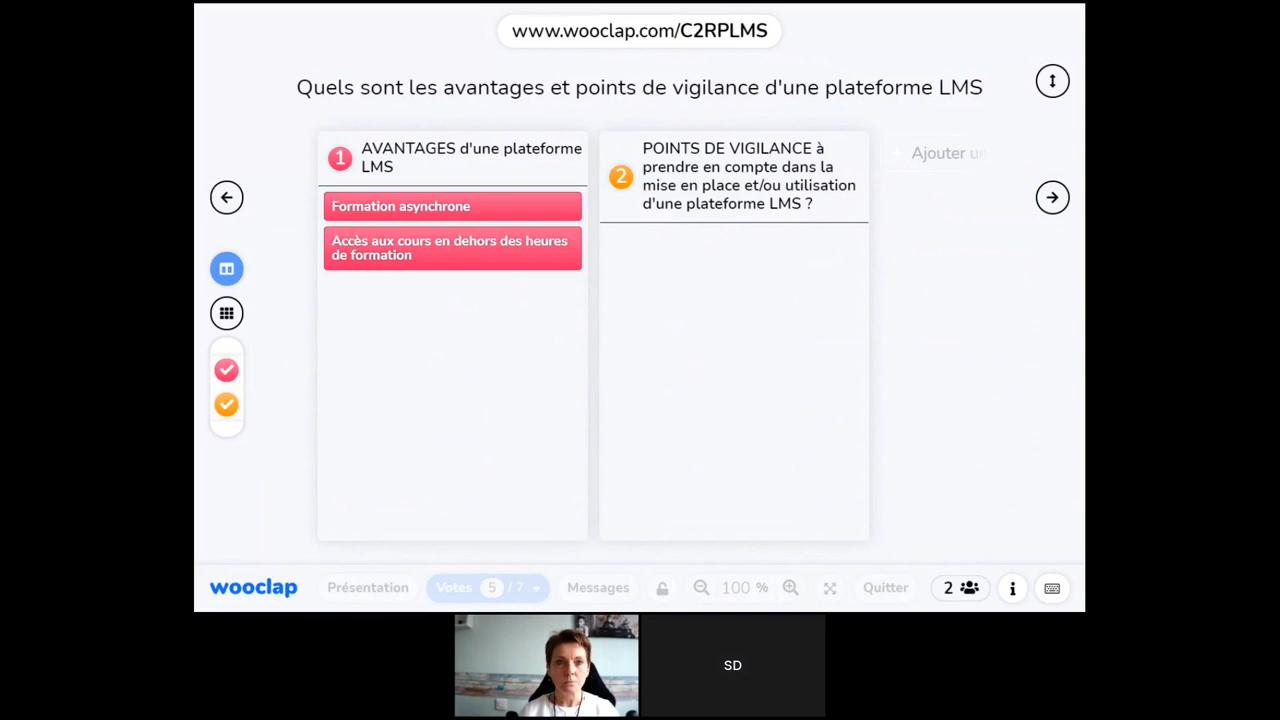 www.wooclap.com/C2RPLMS
Quels sont les avantages et points de vigilance d'une plateforme LMS
1
AVANTAGES d'une plateforme
LMS
Formation asynchrone
Accès aux cours en dehors des heures
de formation
2
POINTS DE VIGILANCE à
prendre en compte dans la
mise en place et/ou utilisation
d'une plateforme LMS ?
+ Ajouter un
wooclap
Présentation
Votes 5 / 7
Messages
100 %
Quitter
2
SD